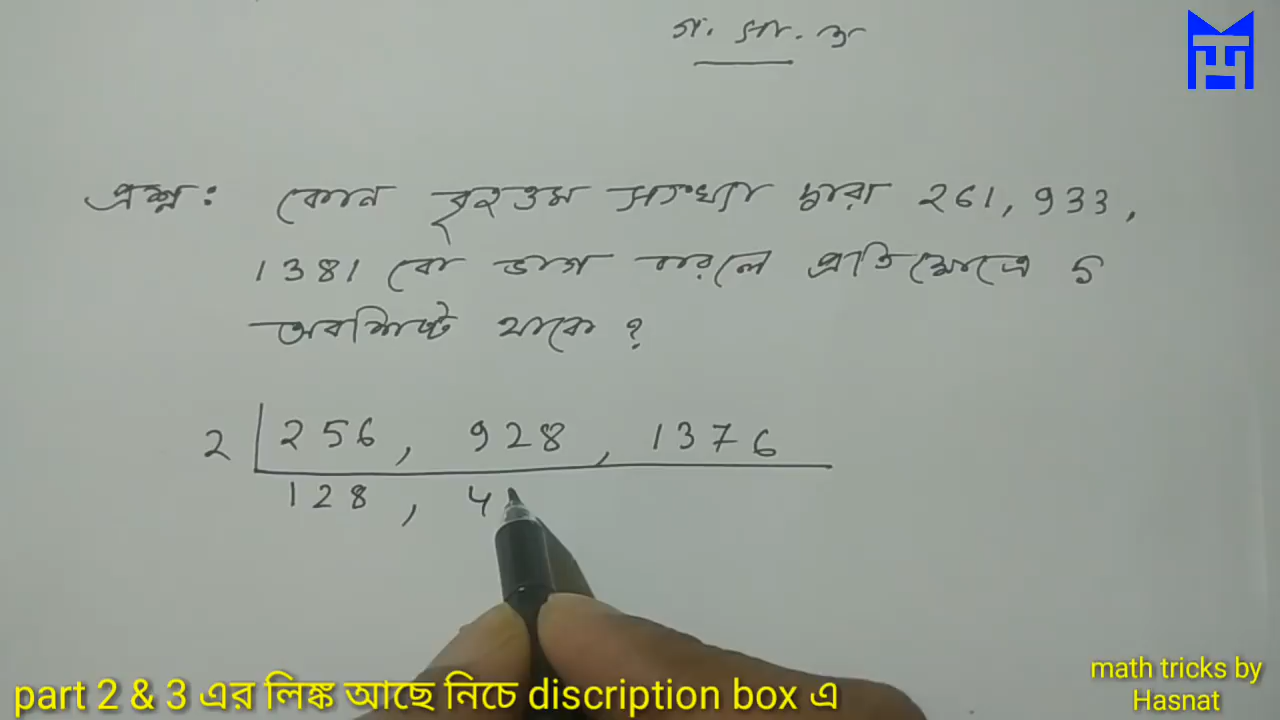 গ. সা. গু
প্রশ্ন: কোন বৃহত্তম সংখ্যা দ্বারা 261, 933,
1381 কে ভাগ করলে প্রতিক্ষেত্রে 5
অবশিষ্ট থাকে ?
2 256, 928, 1376
128, 4
part 2 & 3 এর লিঙ্ক আছে নিচে discription box এ
math tricks by
Hasnat